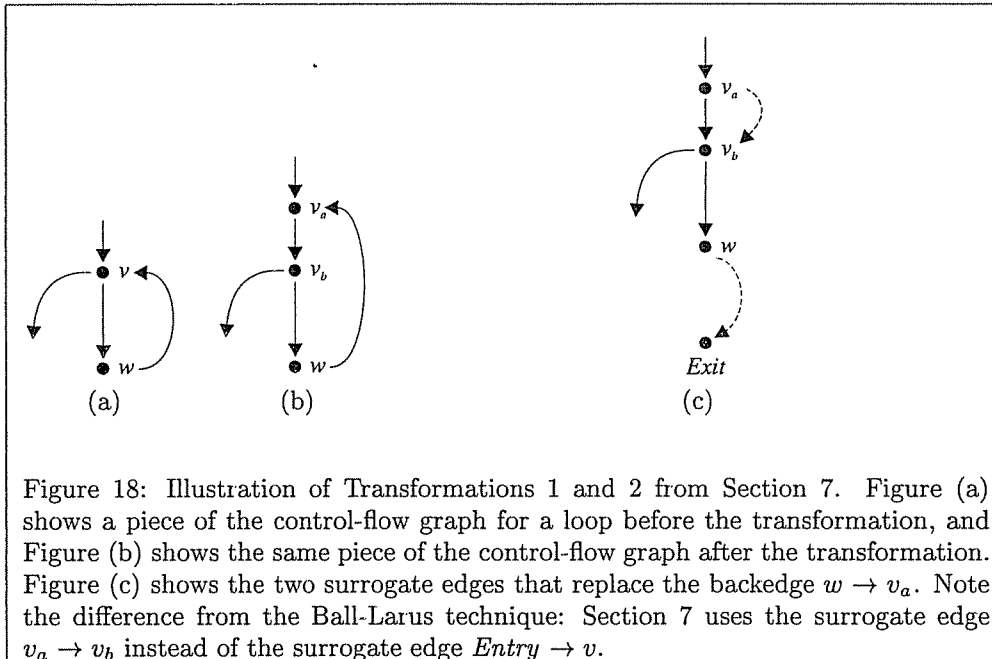 v_a
v_b
w
Exit
(c)
v_a
v_b
w
(b)
v
w
(a)
Figure 18: Illustration of Transformations 1 and 2 from Section 7. Figure (a)
shows a piece of the control-flow graph for a loop before the transformation, and
Figure (b) shows the same piece of the control-flow graph after the transformation.
Figure (c) shows the two surrogate edges that replace the backedge w → v_a. Note
the difference from the Ball-Larus technique: Section 7 uses the surrogate edge
v_a → v_b instead of the surrogate edge Entry → v.